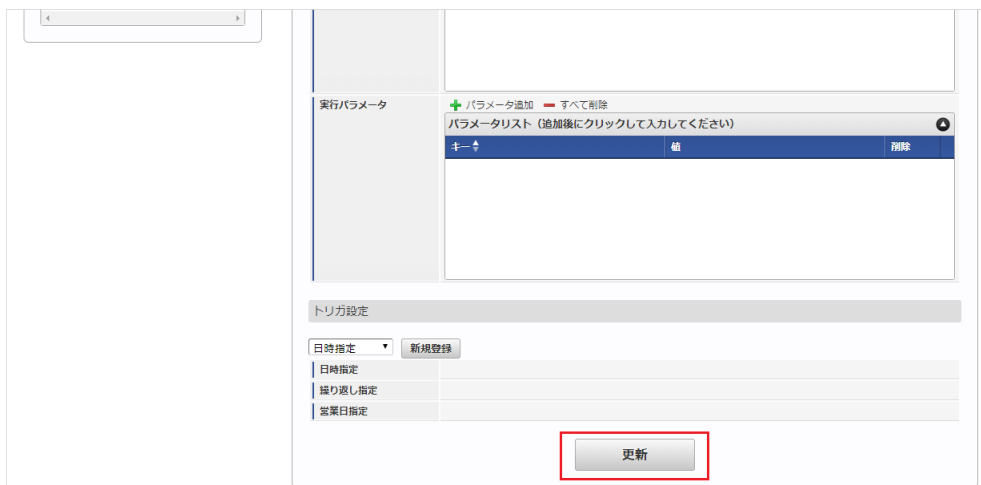 実行パラメータ
パラメータ追加 すべて削除
パラメータリスト（追加後にクリックして入力してください）
キー 値 削除
トリガ設定
日時指定 新規登録
日時指定
繰り返し指定
営業日指定
更新